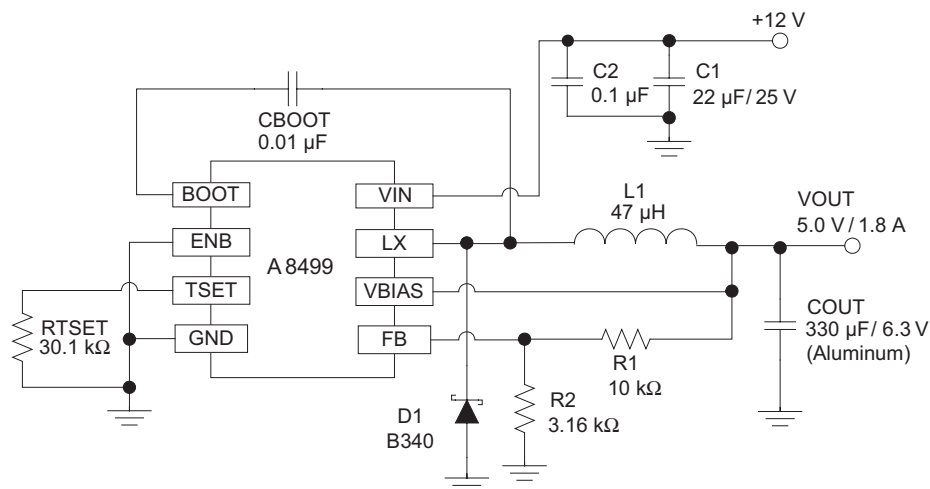 +12 V
C2
0.1 µF
C1
22 µF/ 25 V
CBOOT
0.01 µF
BOOT
VIN
L1
47 µH
VOUT
5.0 V / 1.8 A
ENB
LX
A 8499
TSET
VBIAS
RTSET
30.1 kΩ
GND
FB
COUT
330 µF/ 6.3 V
(Aluminum)
R1
10 kΩ
D1
B340
R2
3.16 kΩ